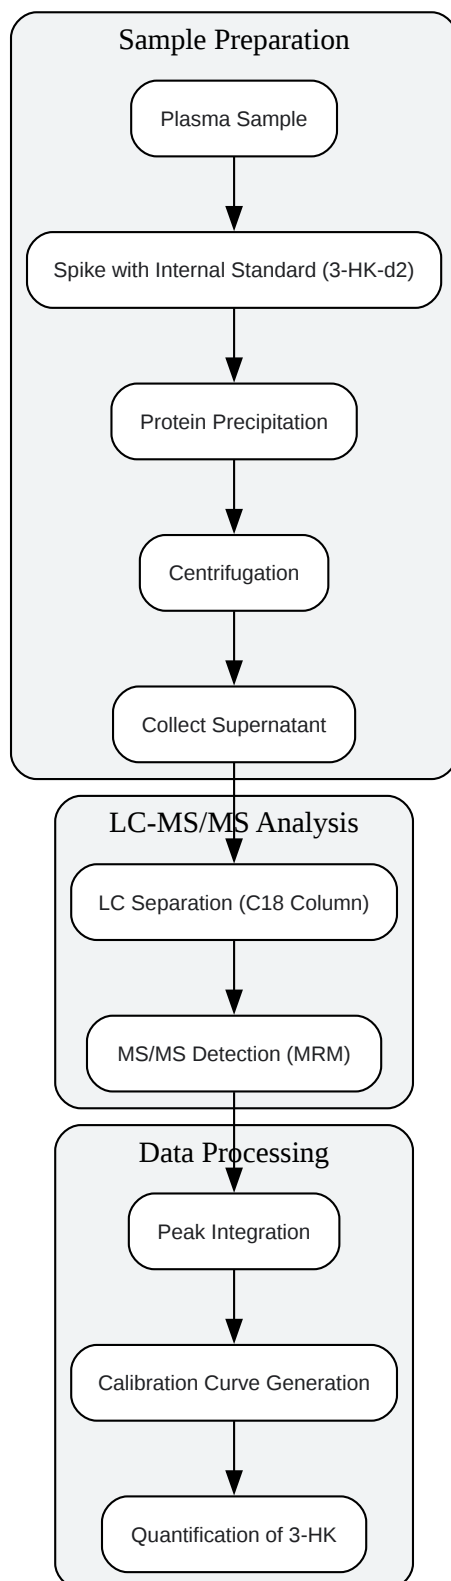 Sample Preparation
Plasma Sample
Spike with Internal Standard (3-HK-d2)
Protein Precipitation
Centrifugation
Collect Supernatant
LC-MS/MS Analysis
LC Separation (C18 Column)
MS/MS Detection (MRM)
Data Processing
Peak Integration
Calibration Curve Generation
Quantification of 3-HK